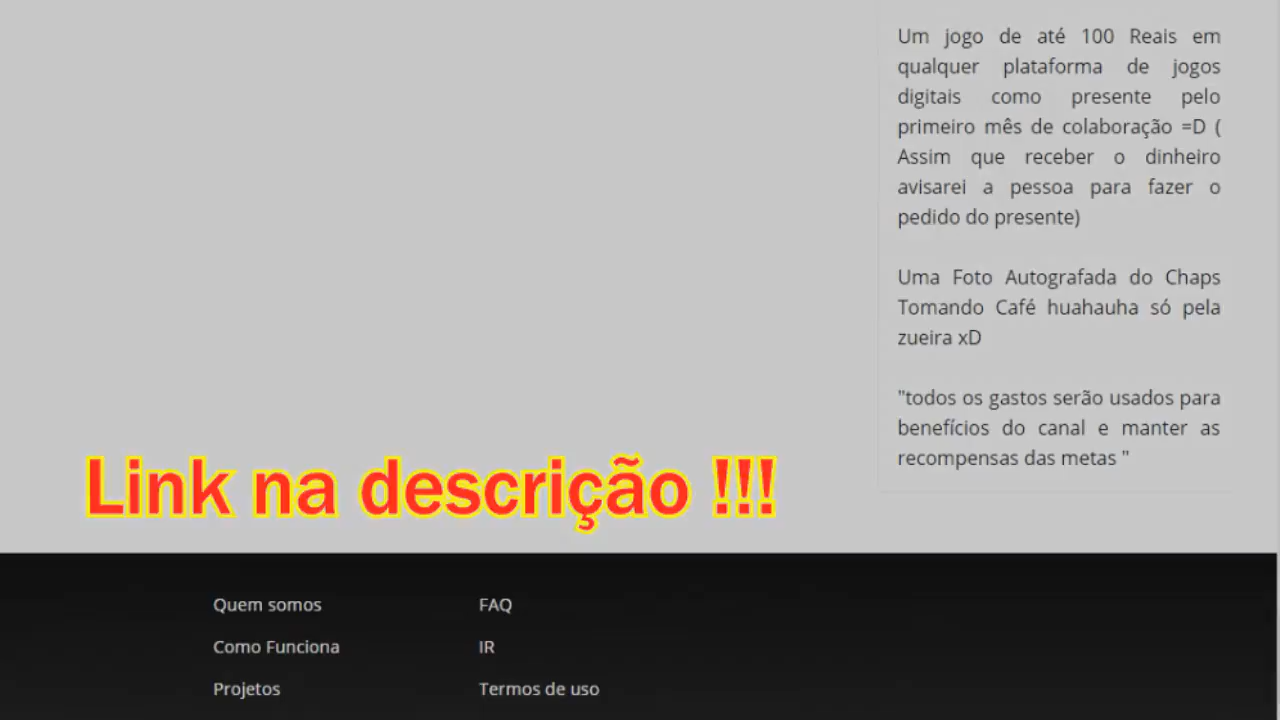 Um jogo de até 100 Reais em
qualquer plataforma de jogos
digitais como presente pelo
primeiro mês de colaboração =D (
Assim que receber o dinheiro
avisarei a pessoa para fazer o
pedido do presente)
Uma Foto Autografada do Chaps
Tomando Café huahauha só pela
zueira xD
"todos os gastos serão usados para
benefícios do canal e manter as
recompensas das metas "
Link na descrição !!!
Quem somos
Como Funciona
Projetos
FAQ
IR
Termos de uso